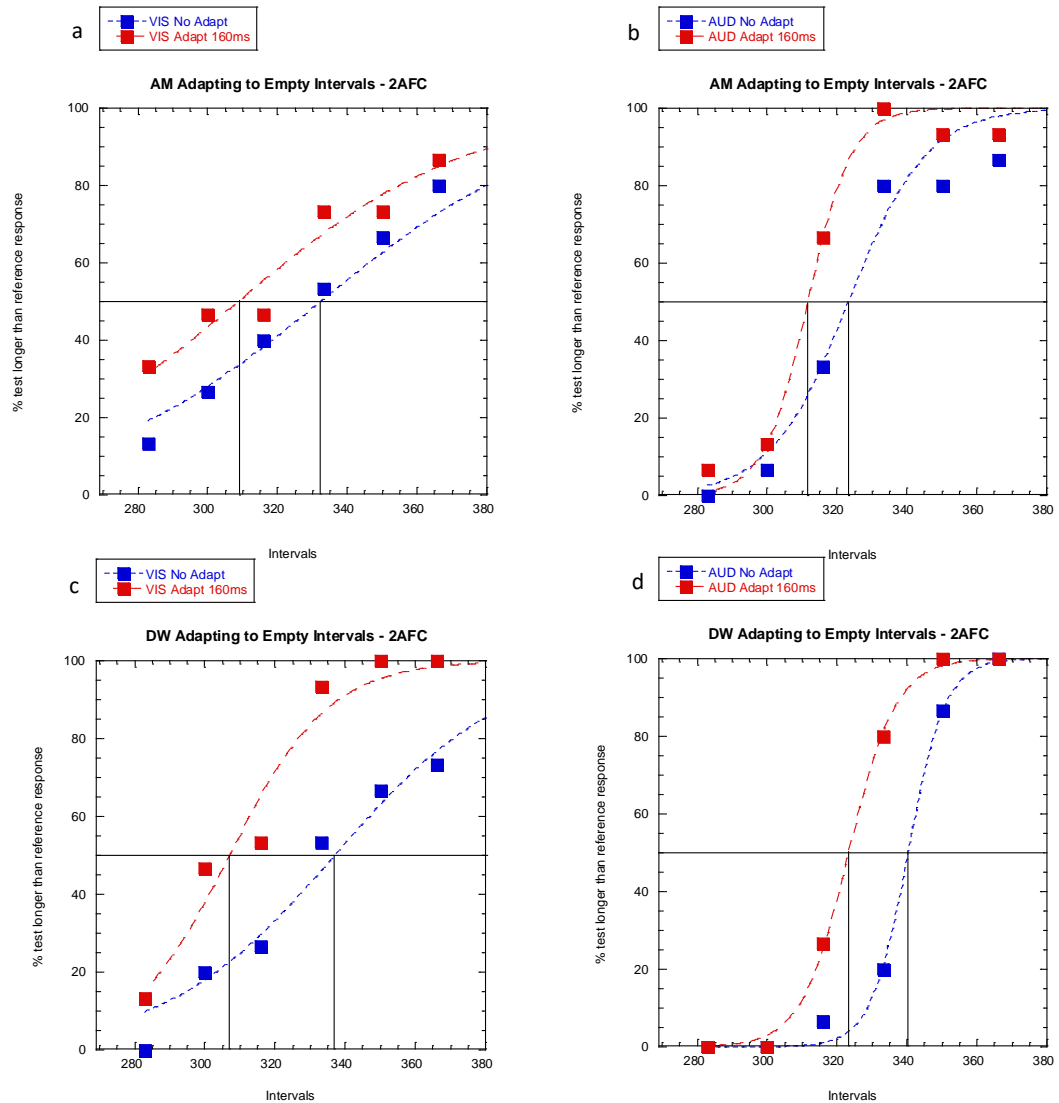 a
VIS No Adapt
VIS Adapt 160ms
AM Adapting to Empty Intervals - 2AFC
% test longer than reference response
100
80
60
40
20
0
280 300 320 340 360 380
Intervals
b
AUD No Adapt
AUD Adapt 160ms
AM Adapting to Empty Intervals - 2AFC
% test longer than reference response
100
80
60
40
20
0
280 300 320 340 360 380
Intervals
c
VIS No Adapt
VIS Adapt 160ms
DW Adapting to Empty Intervals - 2AFC
% test longer than reference response
100
80
60
40
20
0
280 300 320 340 360 380
Intervals
d
AUD No Adapt
AUD Adapt 160ms
DW Adapting to Empty Intervals - 2AFC
% test longer than reference response
100
80
60
40
20
0
280 300 320 340 360 380
Intervals